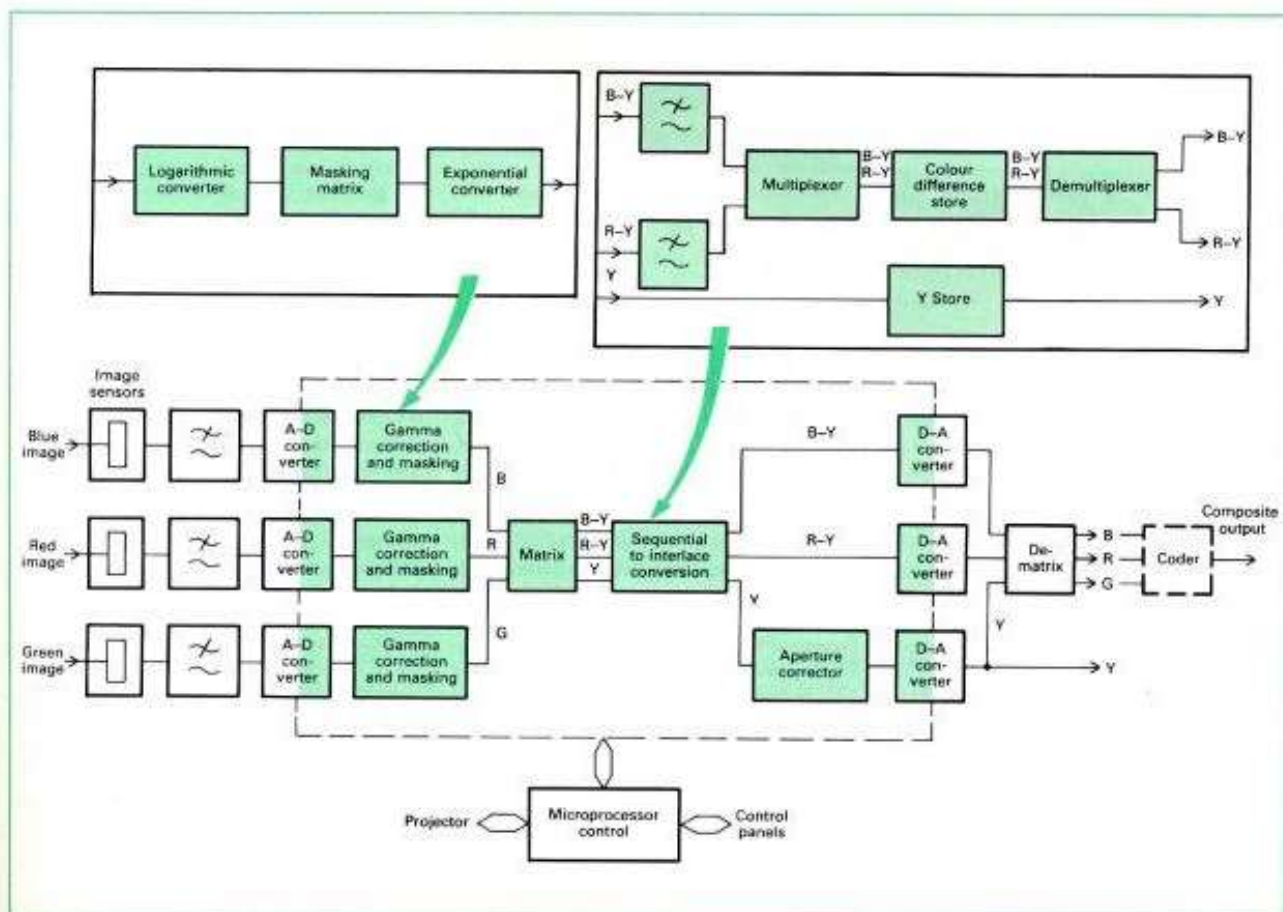 Logarithmic
converter
Masking
matrix
Exponential
converter
B–Y
R–Y
Y
Multiplexer
B–Y
R–Y
Colour
difference
store
B–Y
R–Y
Demultiplexer
B–Y
R–Y
Y Store
Y
Image
sensors
Blue
image
A–D
con-
verter
Gamma
correction
and masking
B
Red
image
A–D
con-
verter
Gamma
correction
and masking
R
Green
image
A–D
con-
verter
Gamma
correction
and masking
G
Matrix
B–Y
R–Y
Y
Sequential
to interlace
conversion
B–Y
R–Y
Y
Aperture
corrector
D–A
con-
verter
D–A
con-
verter
D–A
con-
verter
Y
Y
De-
matrix
B
R
G
Coder
Composite
output
Projector
Microprocessor
control
Control
panels